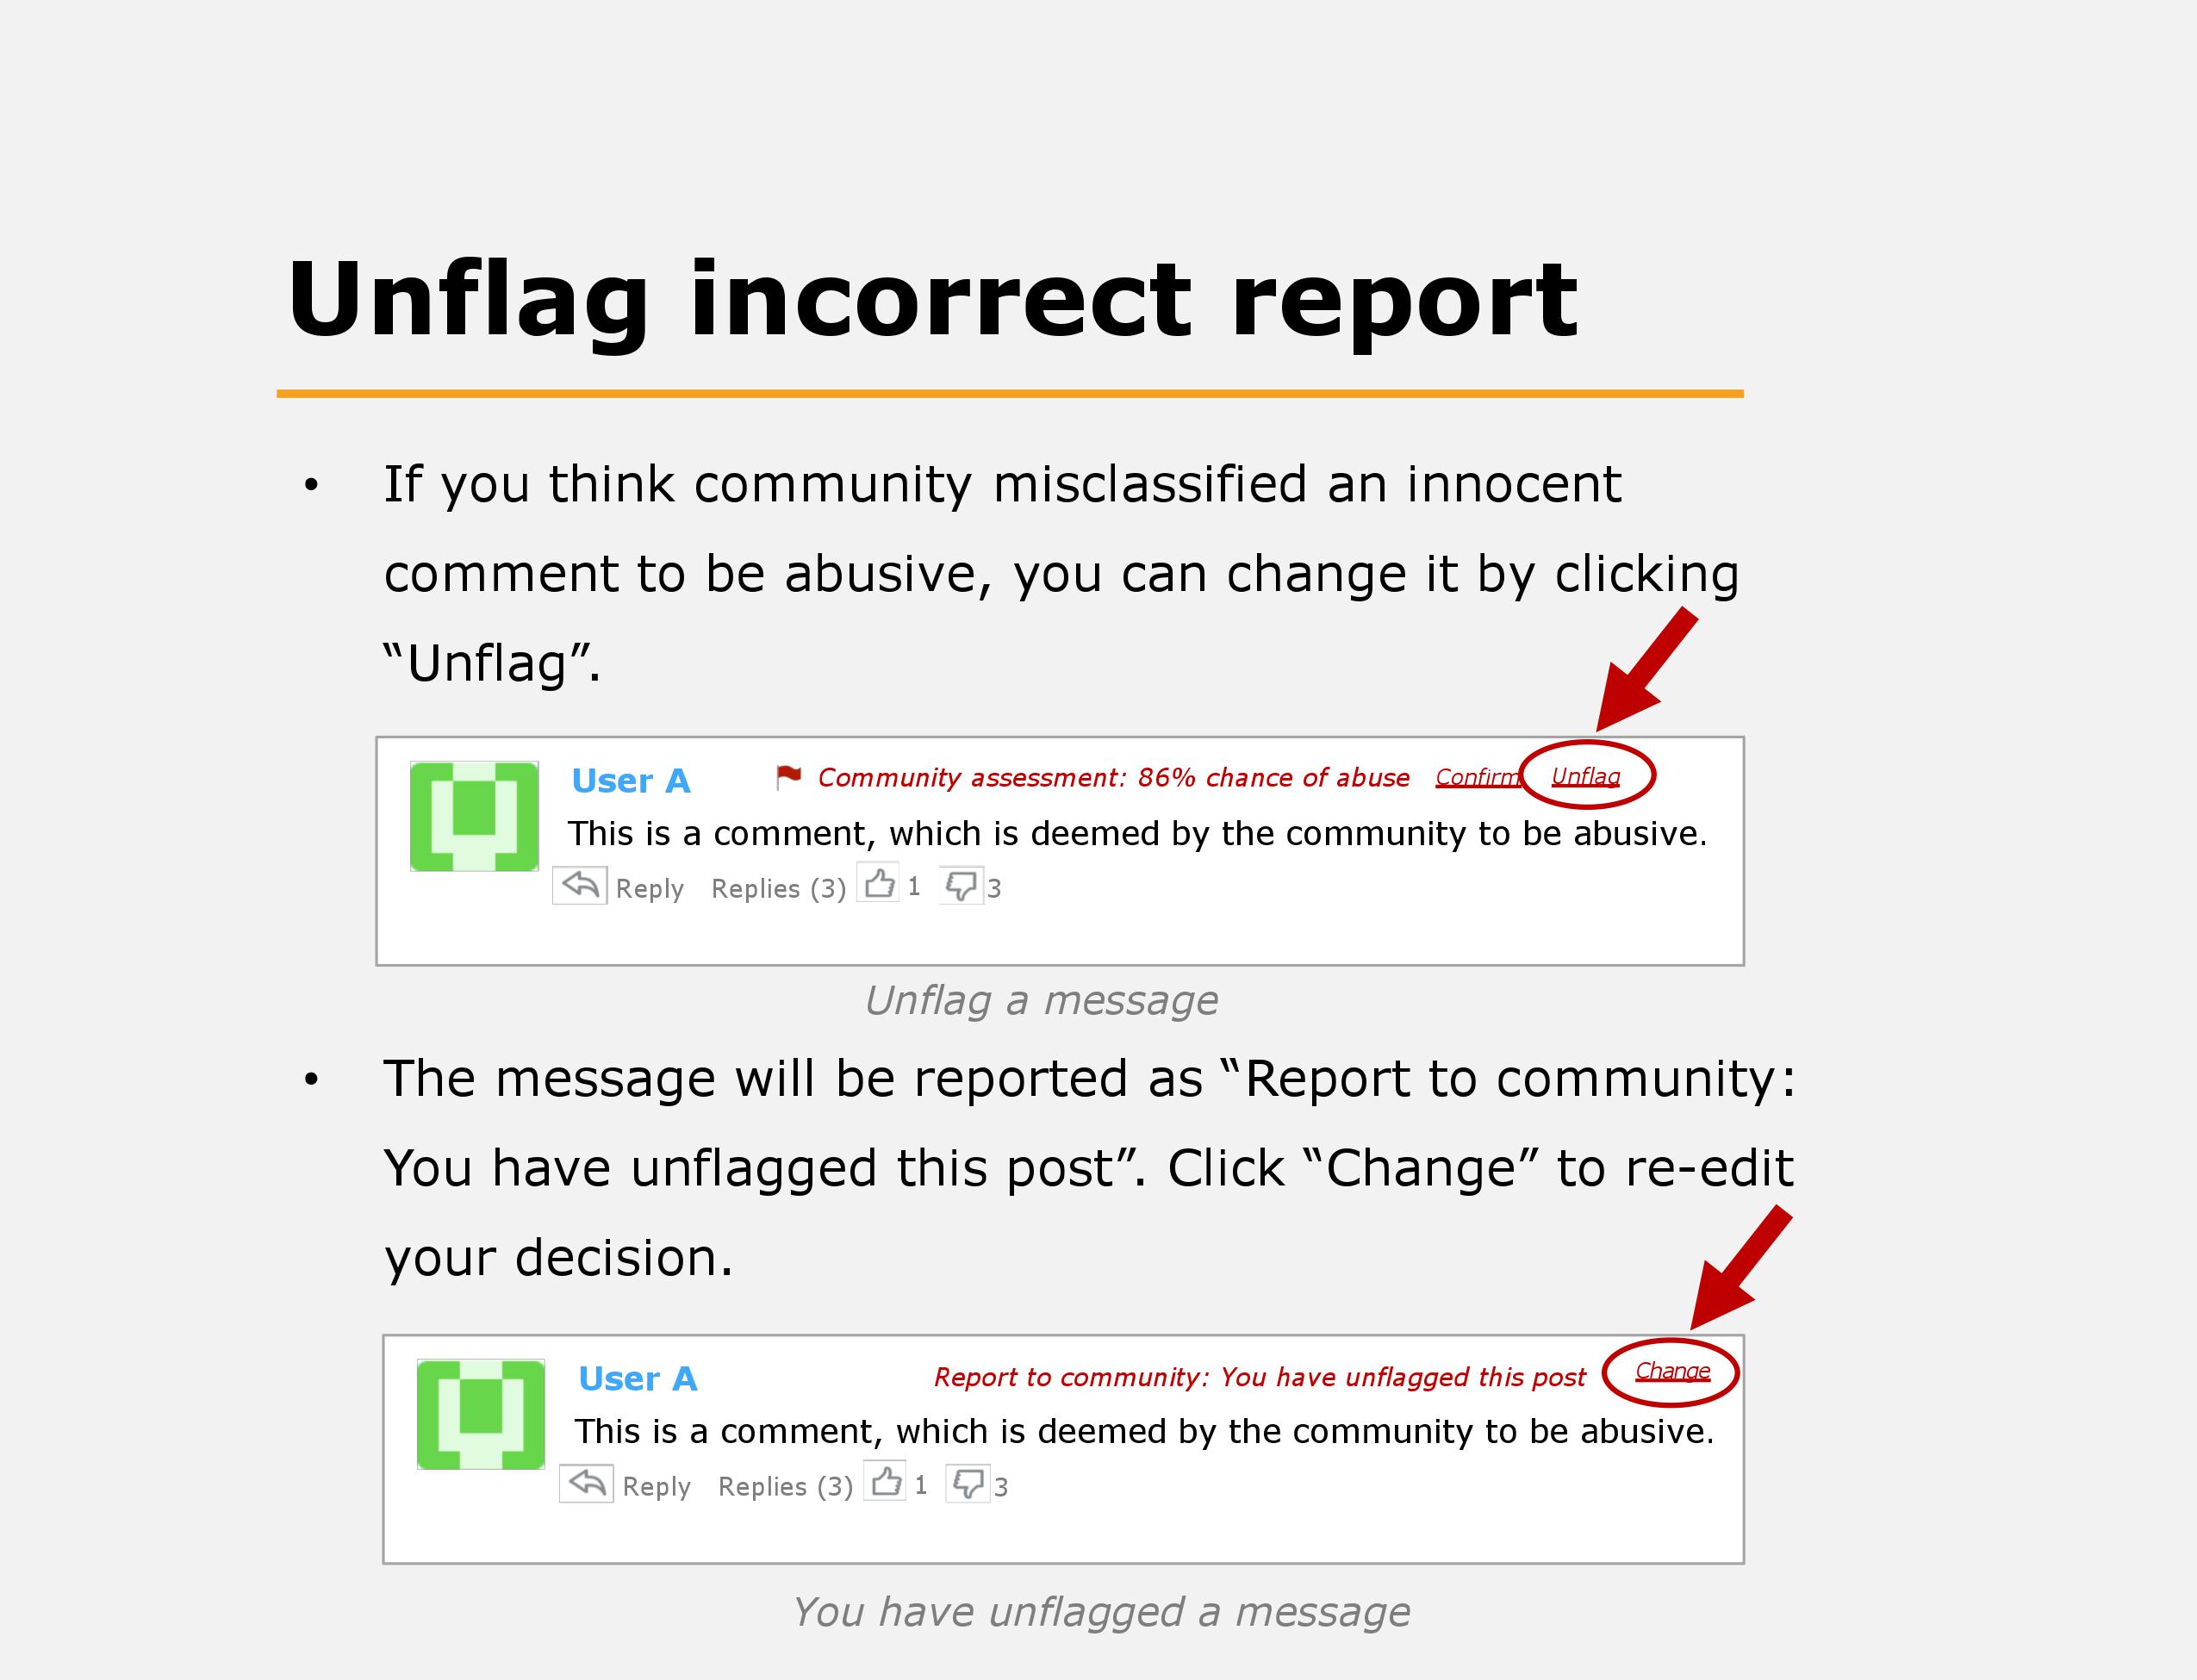 Unflag incorrect report
• If you think community misclassified an innocent
comment to be abusive, you can change it by clicking
“Unflag”.
User A Community assessment: 86% chance of abuse Confirm Unflag
This is a comment, which is deemed by the community to be abusive.
Reply Replies (3) 1 3
Unflag a message
• The message will be reported as “Report to community:
You have unflagged this post”. Click “Change” to re-edit
your decision.
User A Report to community: You have unflagged this post Change
This is a comment, which is deemed by the community to be abusive.
Reply Replies (3) 1 3
You have unflagged a message